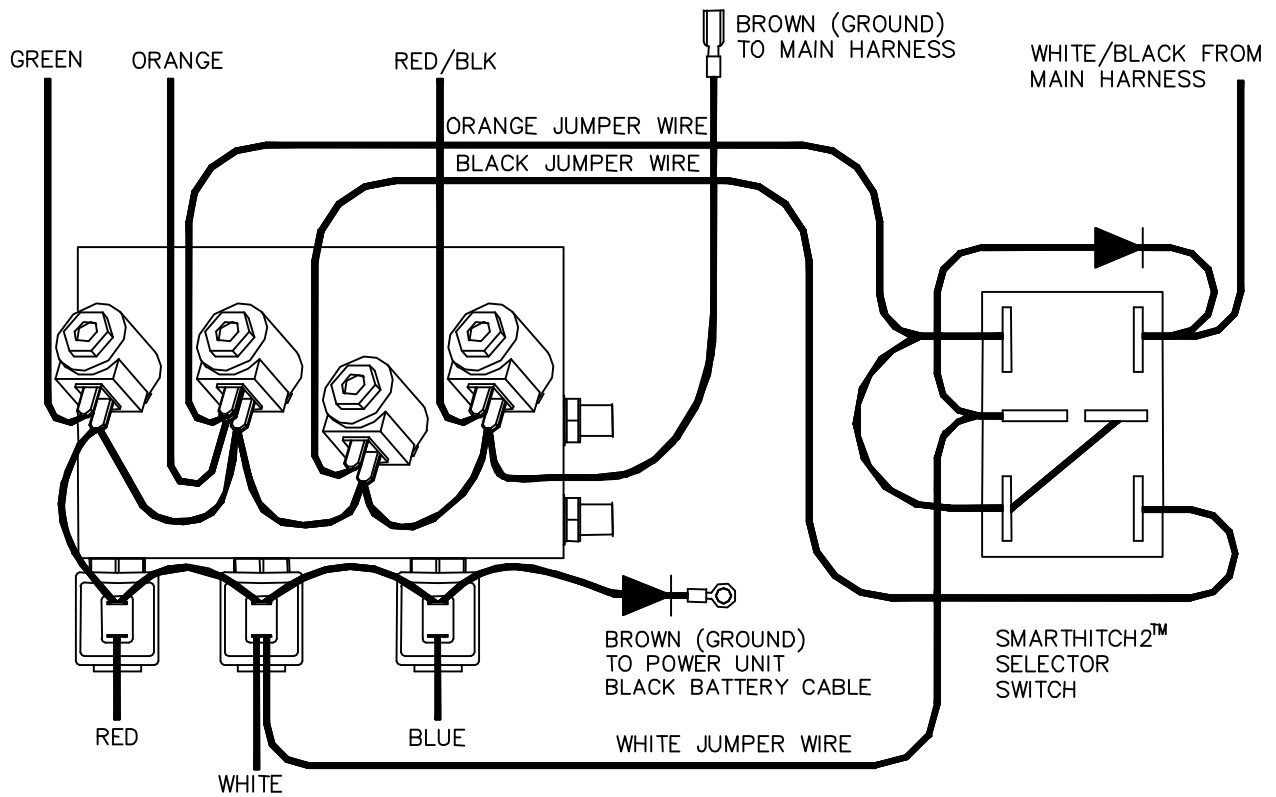 BROWN (GROUND)
TO MAIN HARNESS
WHITE/BLACK FROM
MAIN HARNESS
GREEN
ORANGE
RED/BLK
ORANGE JUMPER WIRE
BLACK JUMPER WIRE
BROWN (GROUND)
TO POWER UNIT
BLACK BATTERY CABLE
SMARTHITCH2™
SELECTOR
SWITCH
RED
BLUE
WHITE JUMPER WIRE
WHITE